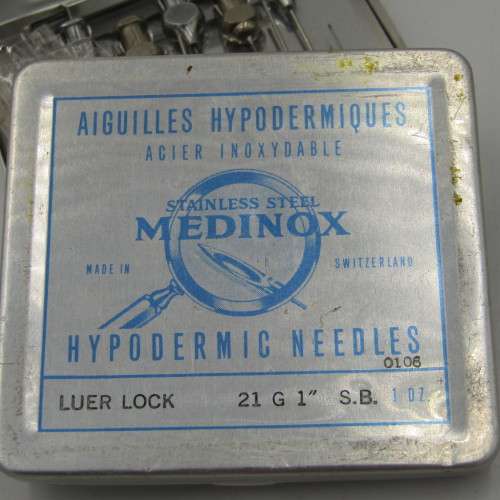 AIGUILLES HYPODERMIQUES
ACIER INOXYDABLE
STAINLESS STEEL
MEDINOX
MADE IN SWITZERLAND
HYPODERMIC NEEDLES
0106
LUER LOCK 21 G 1" S.B. 1 DZ.